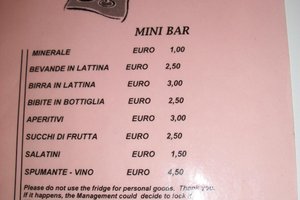 MINI BAR
MINERALE EURO 1,00
BEVANDE IN LATTINA EURO 2,50
BIRRA IN LATTINA EURO 3,00
BIBITE IN BOTTIGLIA EURO 2,50
APERITIVI EURO 3,00
SUCCHI DI FRUTTA EURO 2,50
SALATINI EURO 1,50
SPUMANTE - VINO EURO 4,50
Please do not use the fridge for personal goods. Thank you.
If it happens, the Management could decide to lock it.